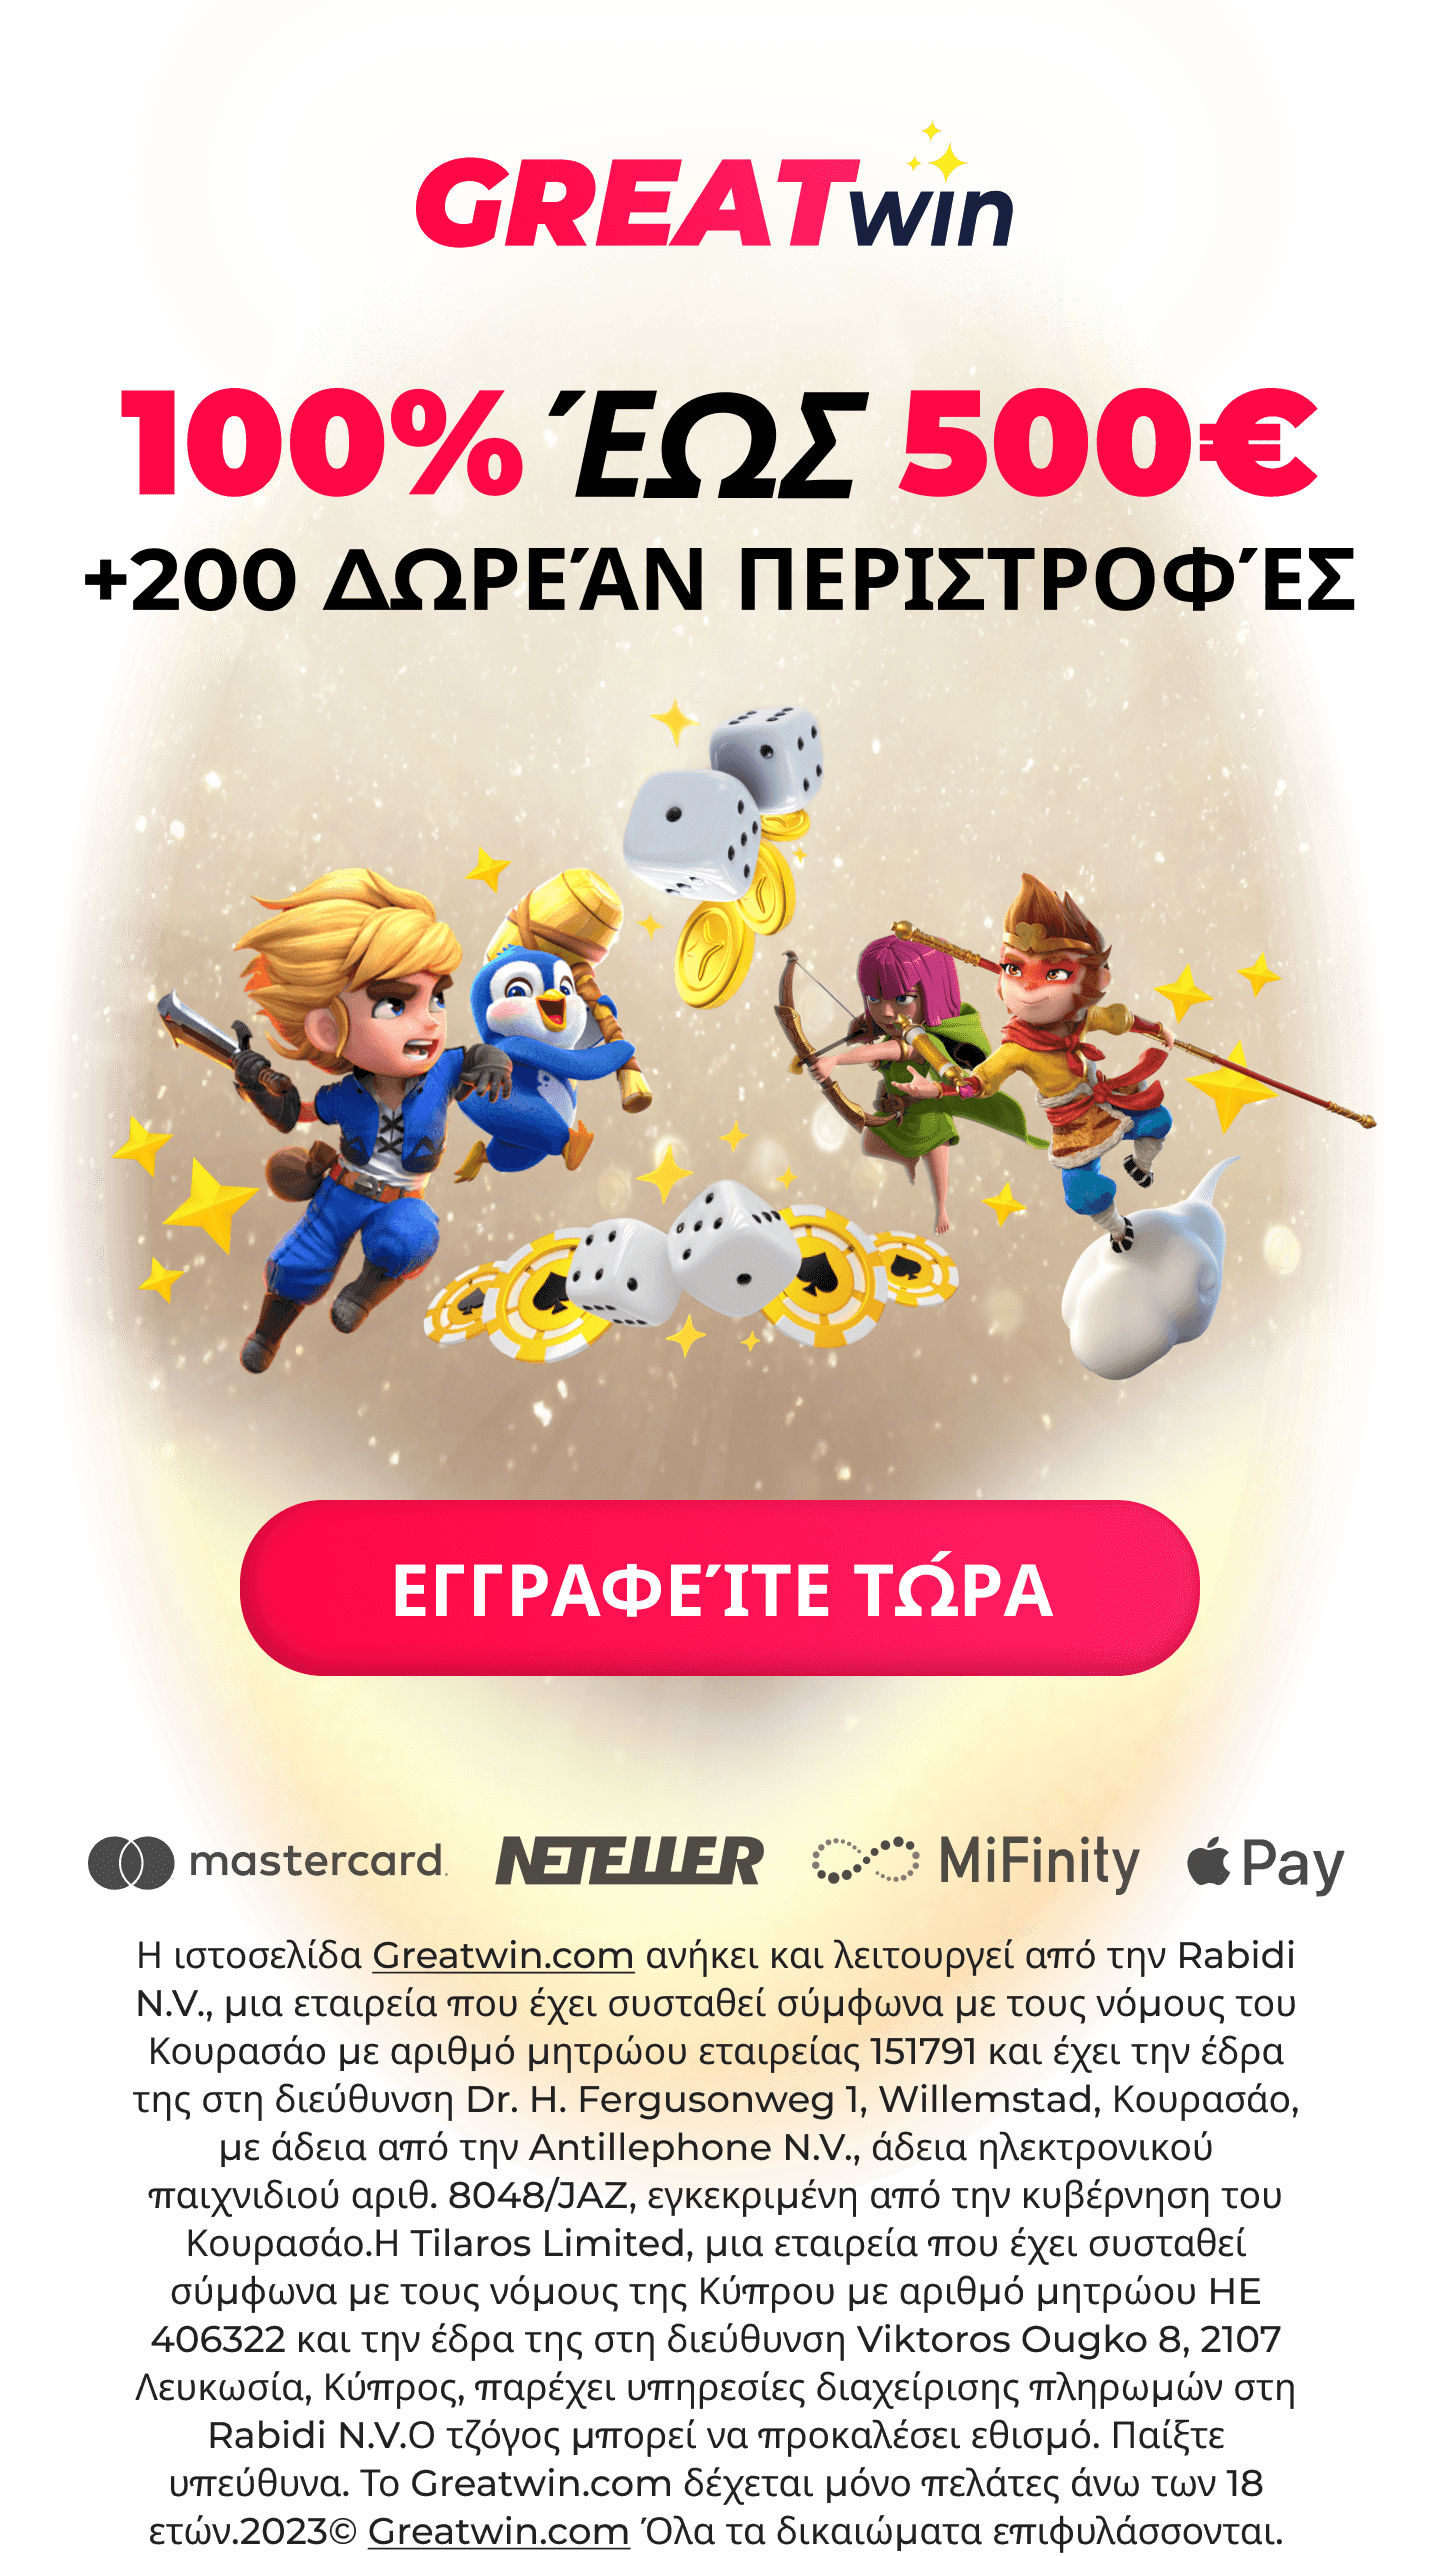 GREATwin
100% ΈΩΣ 500€
+200 ΔΩΡΕΆΝ ΠΕΡΙΣΤΡΟΦΈΣ
ΕΓΓΡΑΦΕΊΤΕ ΤΏΡΑ
mastercard. NETELLER MiFinity Pay
Η ιστοσελίδα Greatwin.com ανήκει και λειτουργεί από την Rabidi
N.V., μια εταιρεία που έχει συσταθεί σύμφωνα με τους νόμους του
Κουρασάο με αριθμό μητρώου εταιρείας 151791 και έχει την έδρα
της στη διεύθυνση Dr. H. Fergusonweg 1, Willemstad, Κουρασάο,
με άδεια από την Antillephone N.V., άδεια ηλεκτρονικού
παιχνιδιού αριθ. 8048/JAZ, εγκεκριμένη από την κυβέρνηση του
Κουρασάο.Η Tilaros Limited, μια εταιρεία που έχει συσταθεί
σύμφωνα με τους νόμους της Κύπρου με αριθμό μητρώου HE
406322 και την έδρα της στη διεύθυνση Viktoros Ougko 8, 2107
Λευκωσία, Κύπρος, παρέχει υπηρεσίες διαχείρισης πληρωμών στη
Rabidi N.V.Ο τζόγος μπορεί να προκαλέσει εθισμό. Παίξτε
υπεύθυνα. Το Greatwin.com δέχεται μόνο πελάτες άνω των 18
ετών.2023© Greatwin.com Όλα τα δικαιώματα επιφυλάσσονται.